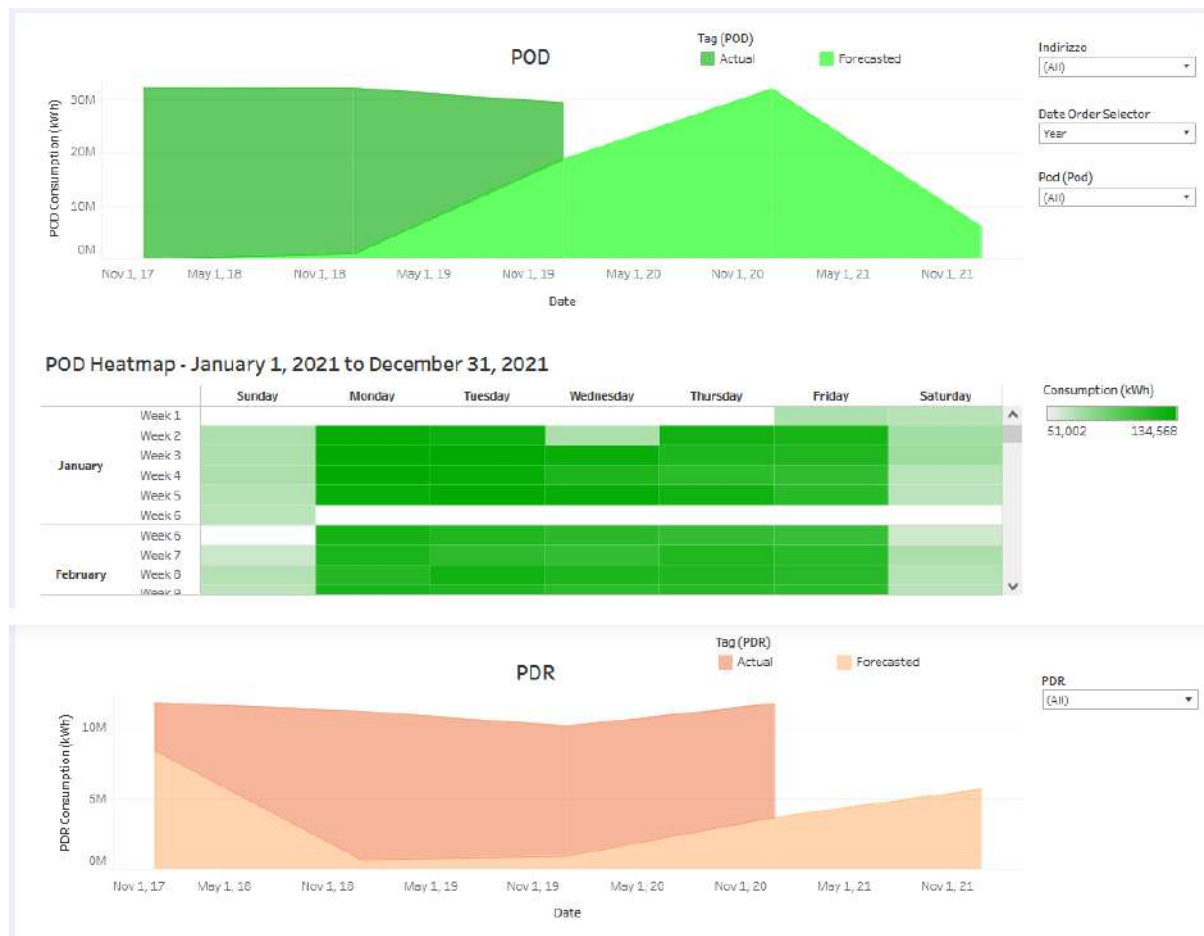 POD
Tag (POD)
Actual
Forecasted
Indirizzo
(All)
Date Order Selector
Year
Pod (Pod)
(All)
POD Consumption (kWh)
30M
20M
10M
0M
Nov 1, 17
May 1, 18
Nov 1, 18
May 1, 19
Nov 1, 19
May 1, 20
Nov 1, 20
May 1, 21
Nov 1, 21
Date
POD Heatmap - January 1, 2021 to December 31, 2021
Sunday
Monday
Tuesday
Wednesday
Thursday
Friday
Saturday
January
Week 1
Week 2
Week 3
Week 4
Week 5
Week 6
February
Week 6
Week 7
Week 8
Week 9
Consumption (kWh)
51,002
134,568
PDR
Tag (PDR)
Actual
Forecasted
PDR
(All)
PDR Consumption (kWh)
10M
5M
0M
Nov 1, 17
May 1, 18
Nov 1, 18
May 1, 19
Nov 1, 19
May 1, 20
Nov 1, 20
May 1, 21
Nov 1, 21
Date